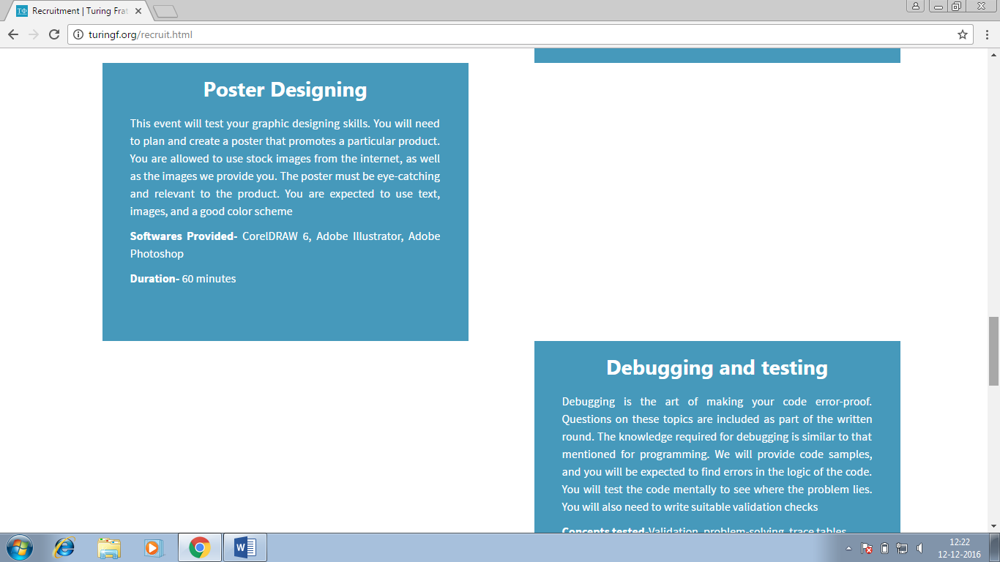 Recruitment | Turing Frat
turingf.org/recruit.html
Poster Designing
This event will test your graphic designing skills. You will need
to plan and create a poster that promotes a particular product.
You are allowed to use stock images from the internet, as well
as the images we provide you. The poster must be eye-catching
and relevant to the product. You are expected to use text,
images, and a good color scheme
Softwares Provided- CorelDRAW 6, Adobe Illustrator, Adobe
Photoshop
Duration- 60 minutes
Debugging and testing
Debugging is the art of making your code error-proof.
Questions on these topics are included as part of the written
round. The knowledge required for debugging is similar to that
mentioned for programming. We will provide code samples,
and you will be expected to find errors in the logic of the code.
You will test the code mentally to see where the problem lies.
You will also need to write suitable validation checks
Concepts tested-Validation, problem-solving, trace tables
12:22
12-12-2016